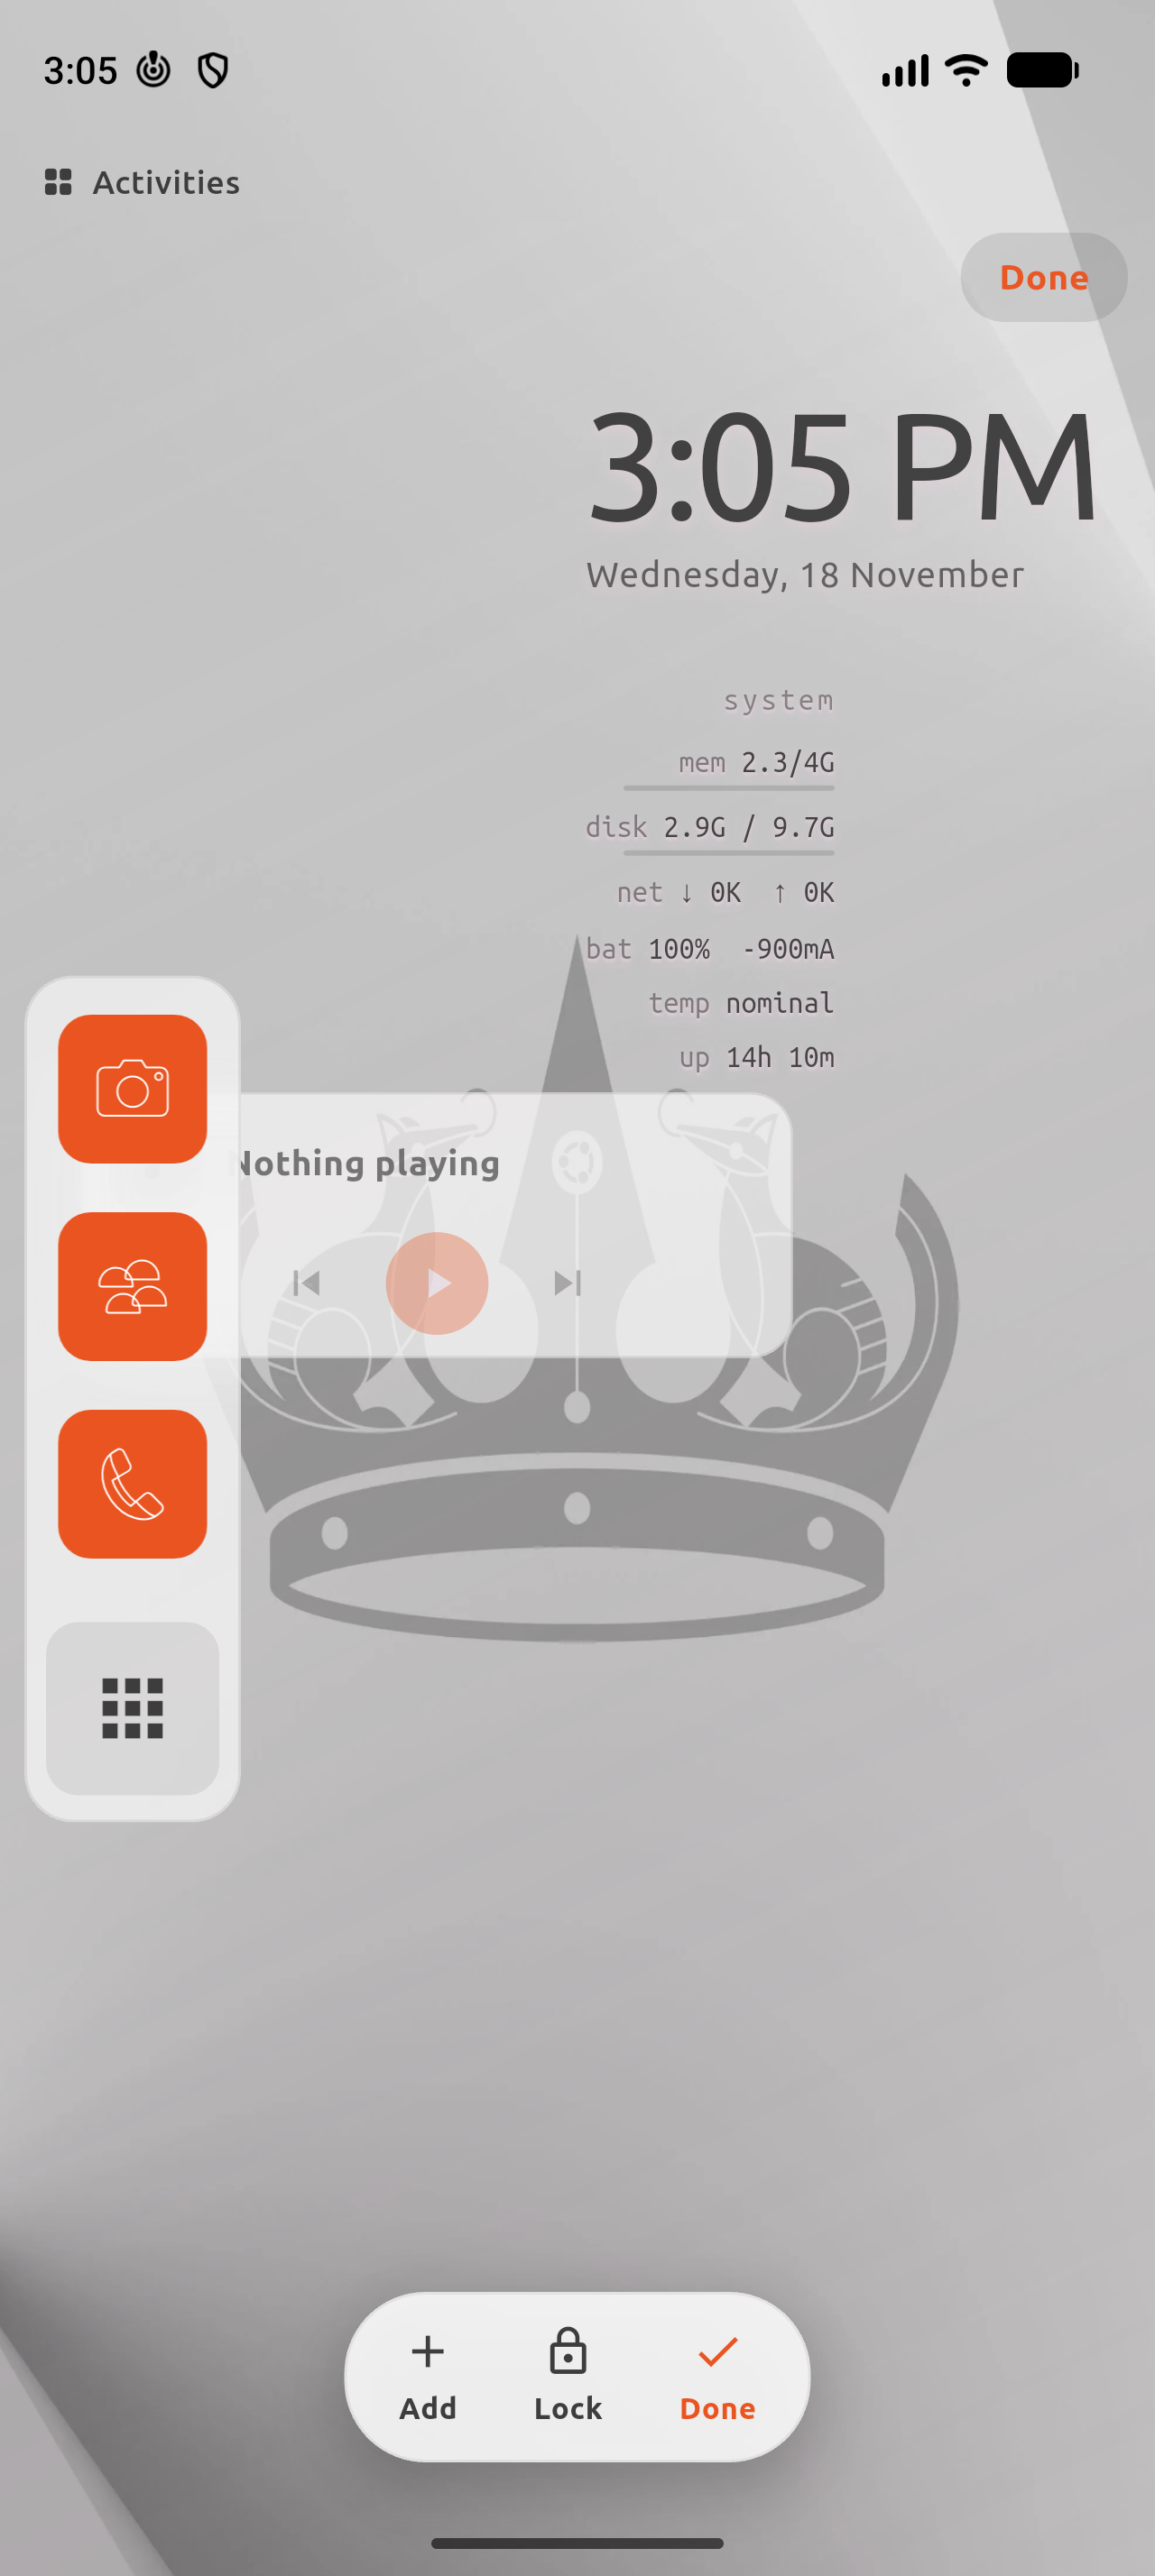 3:05
Activities
Done
3:05 PM
Wednesday, 18 November
system
mem 2.3/4G
disk 2.9G / 9.7G
net ↓ 0K ↑ 0K
bat 100% -900mA
temp nominal
up 14h 10m
Nothing playing
Add
Lock
Done